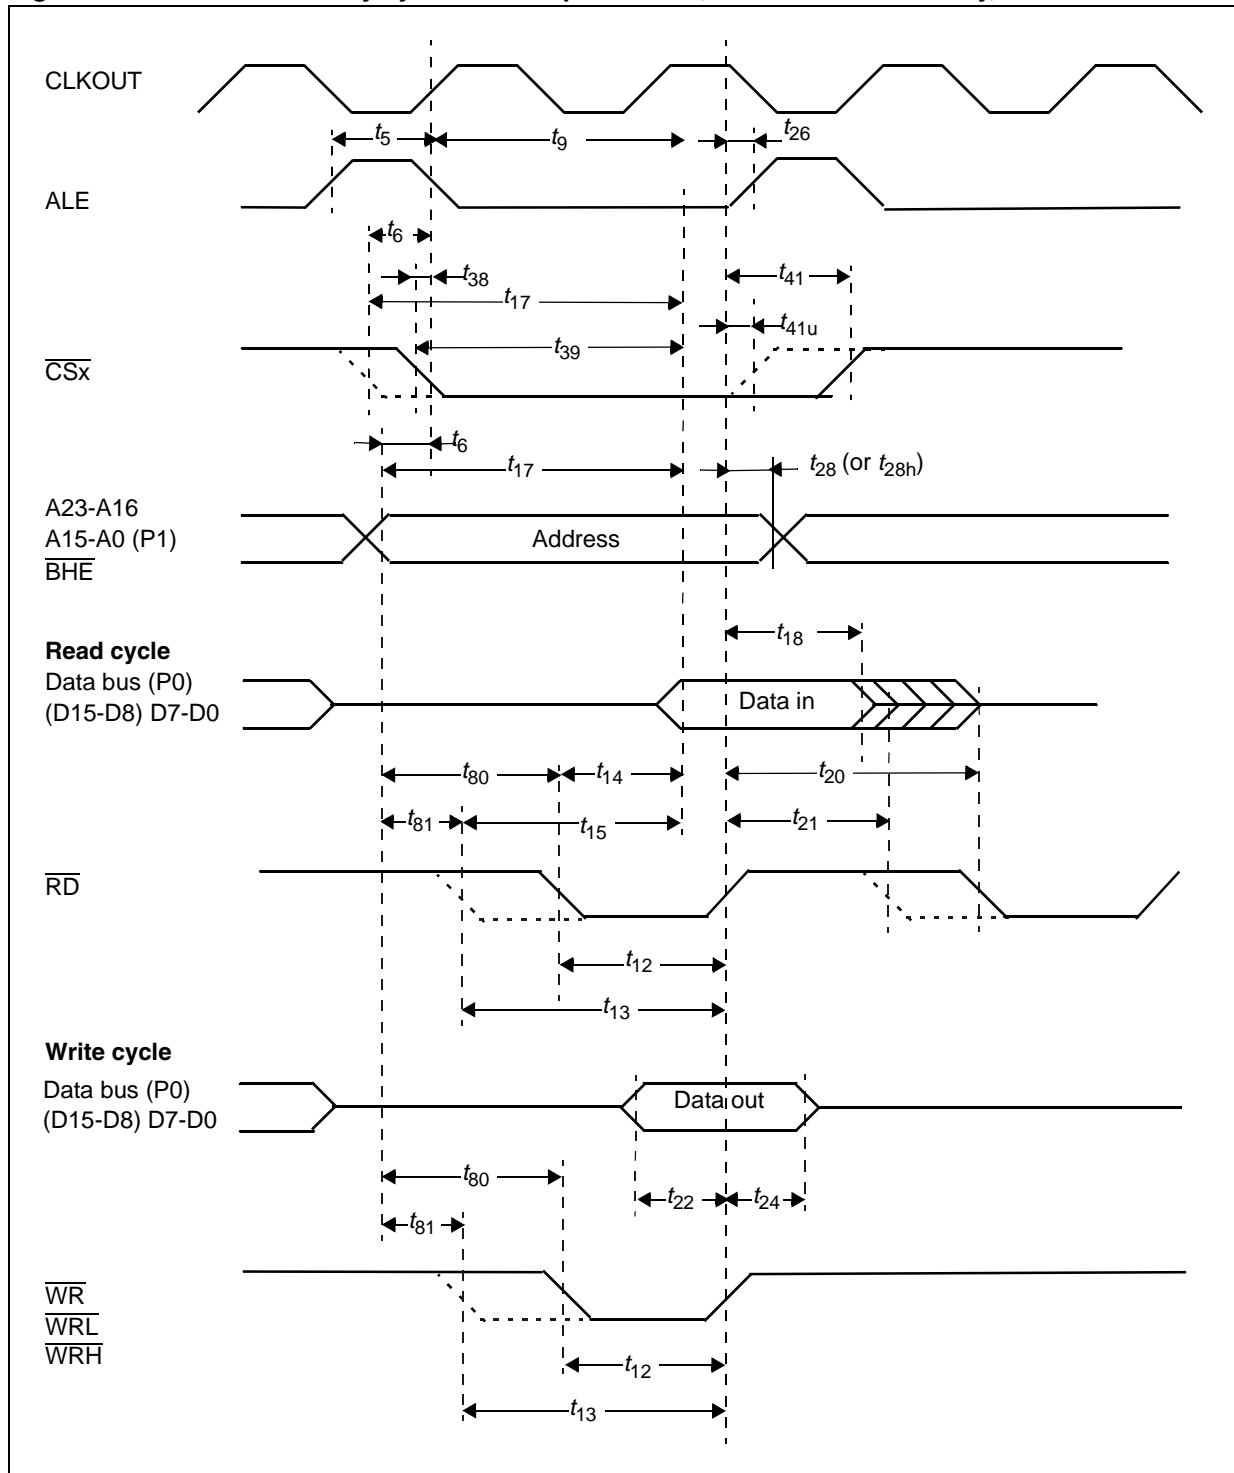 CLKOUT
t5
t9
t26
ALE
t6
t38
t41
t17
t41u
t39
CSx
t6
t17
t28 (or t28h)
A23-A16
A15-A0 (P1)
Address
BHE
t18
Read cycle
Data bus (P0)
Data in
(D15-D8) D7-D0
t80
t14
t20
t81
t15
t21
RD
t12
t13
Write cycle
Data bus (P0)
Data out
(D15-D8) D7-D0
t80
t22
t24
t81
WR
WRL
WRH
t12
t13